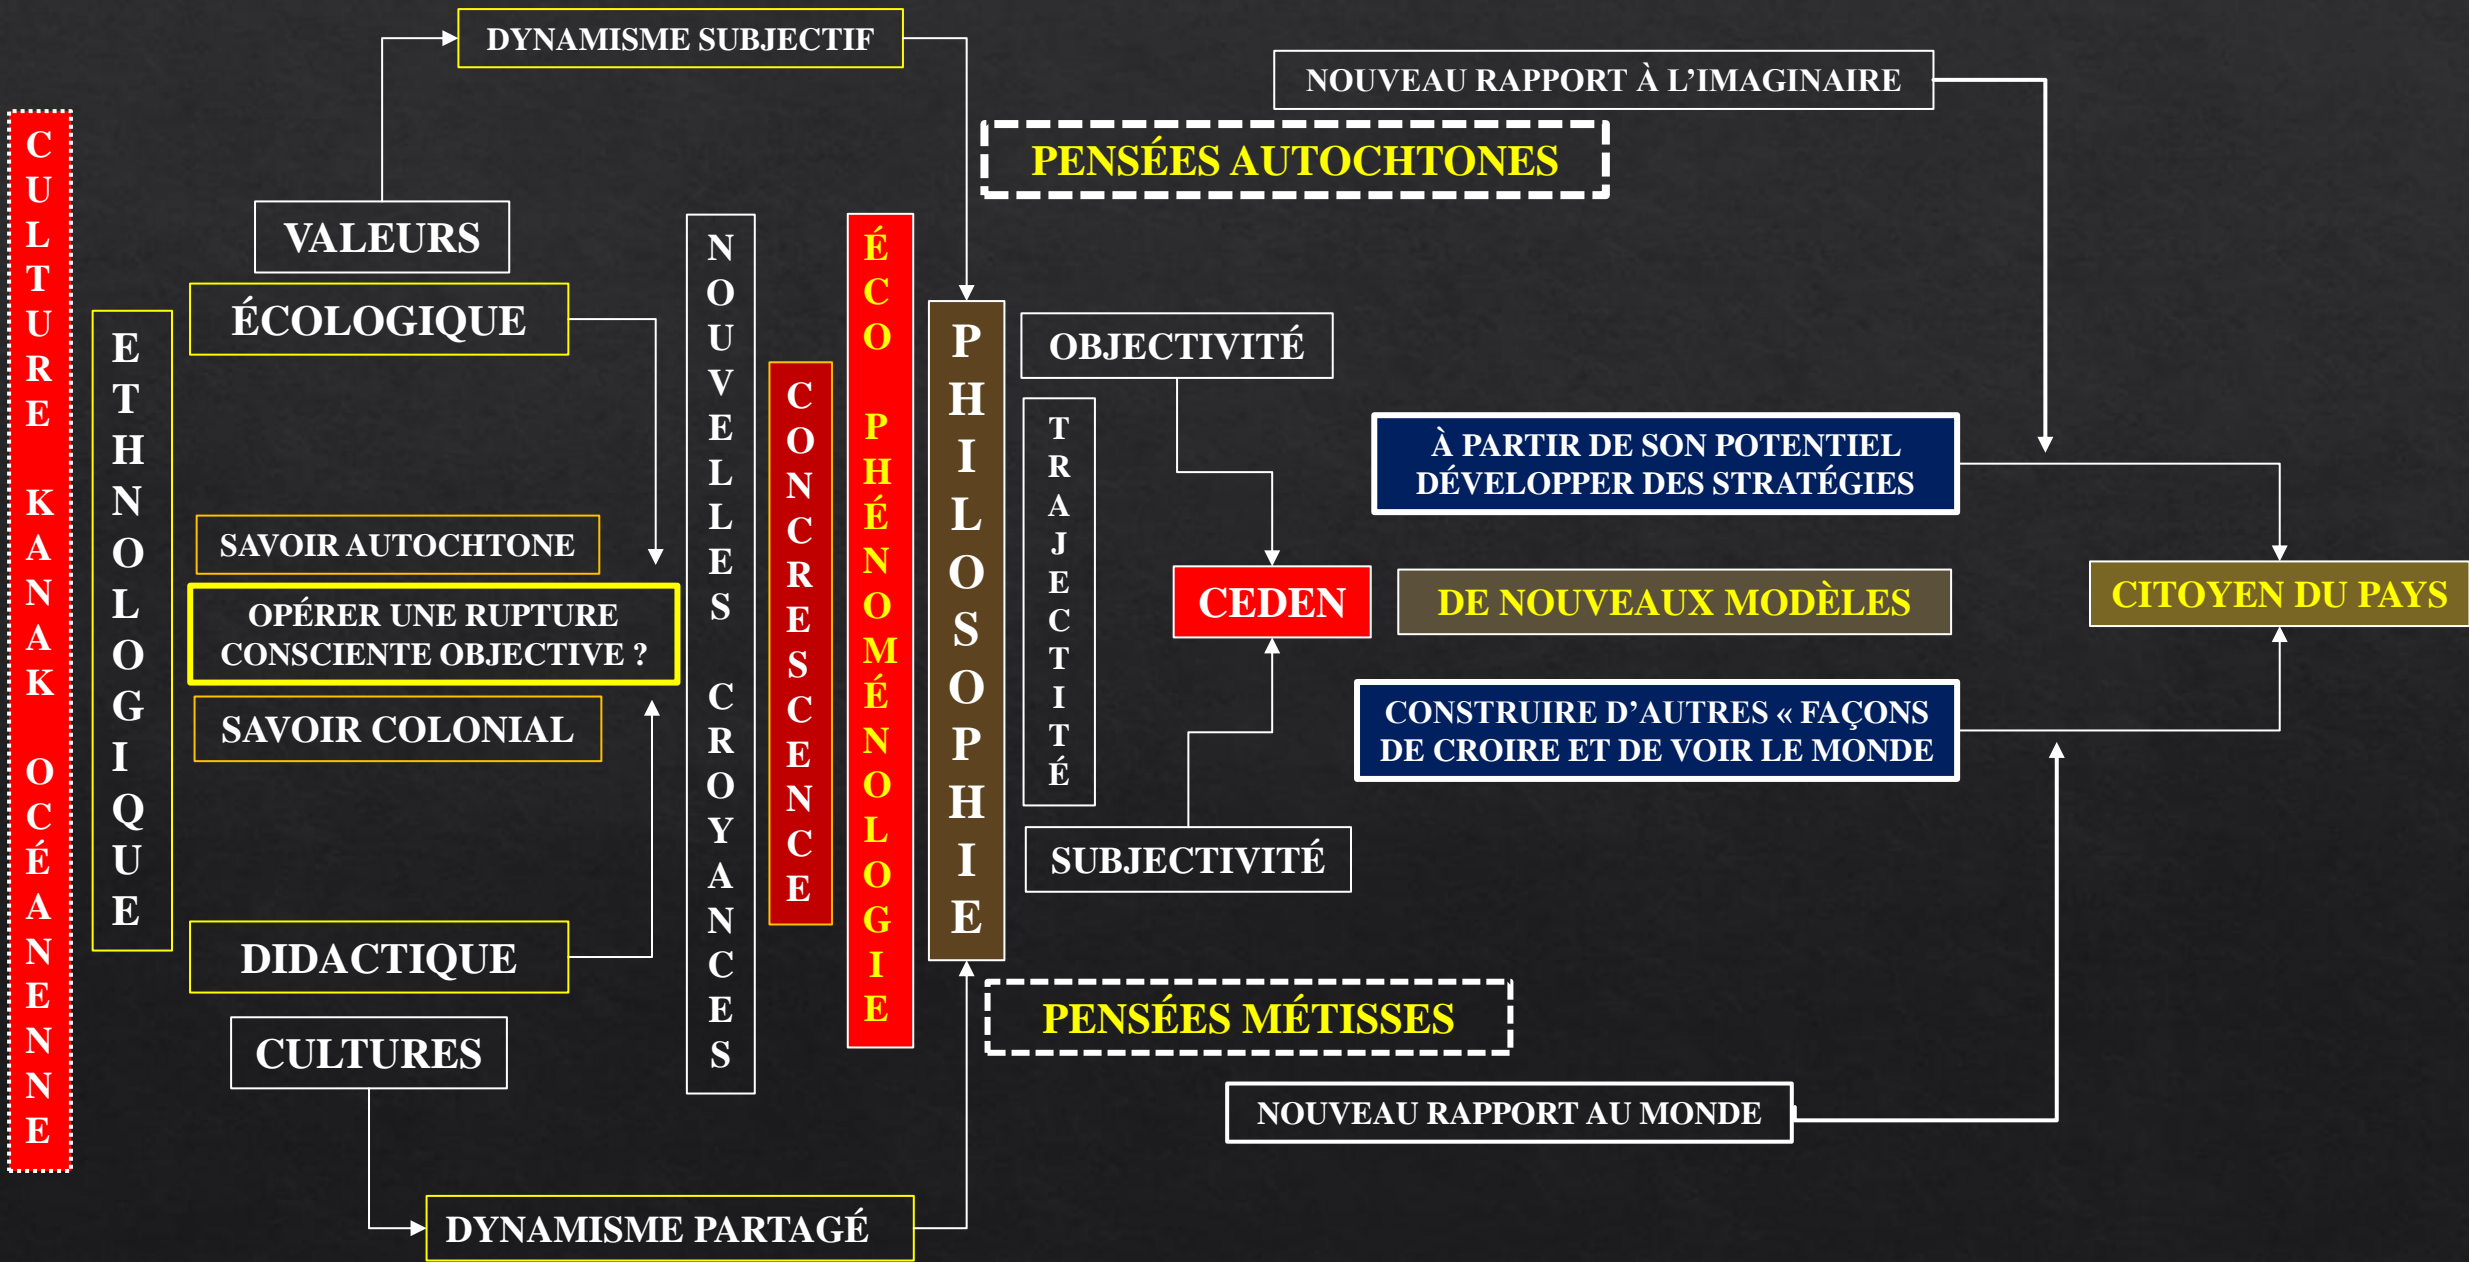 DYNAMISME SUBJECTIF
NOUVEAU RAPPORT À L’IMAGINAIRE
PENSÉES AUTOCHTONES
CULTURE KANAK OCÉANENNE
ETHNOLOGIQUE
VALEURS
ÉCOLOGIQUE
SAVOIR AUTOCHTONE
OPÉRER UNE RUPTURE
CONSCIENTE OBJECTIVE ?
SAVOIR COLONIAL
DIDACTIQUE
CULTURES
NOUVELLES CROYANCES
CONCRESCENCE
ÉCO PHÉNOMÉNOLOGIE
PHILOSOPHIE
OBJECTIVITÉ
TRAJECTITÉ
SUBJECTIVITÉ
CEDEN
À PARTIR DE SON POTENTIEL
DÉVELOPPER DES STRATÉGIES
DE NOUVEAUX MODÈLES
CONSTRUIRE D’AUTRES « FAÇONS
DE CROIRE ET DE VOIR LE MONDE
CITOYEN DU PAYS
PENSÉES MÉTISSES
NOUVEAU RAPPORT AU MONDE
DYNAMISME PARTAGÉ